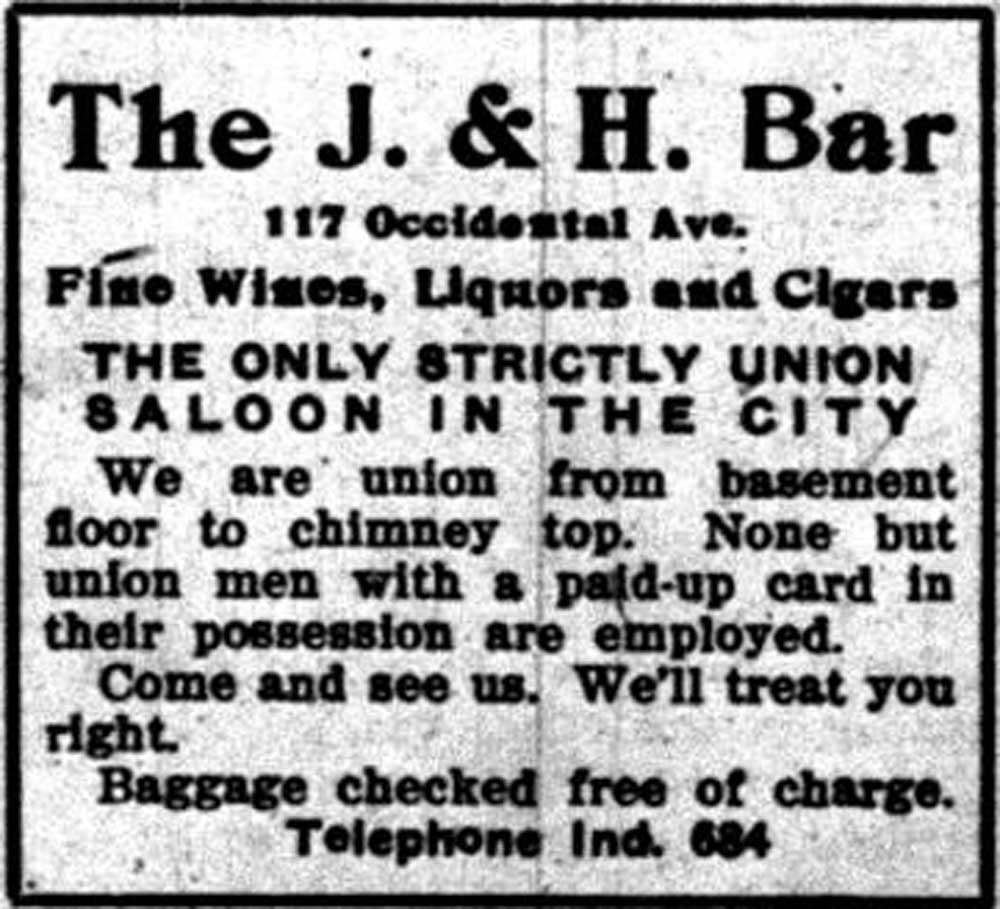 The J. & H. Bar
117 Occidental Ave.
Fine Wines, Liquors and Cigars
THE ONLY STRICTLY UNION
SALOON IN THE CITY
We are union from basement
floor to chimney top. None but
union men with a paid-up card in
their possession are employed.
Come and see us. We'll treat you
right.
Baggage checked free of charge.
Telephone Ind. 684